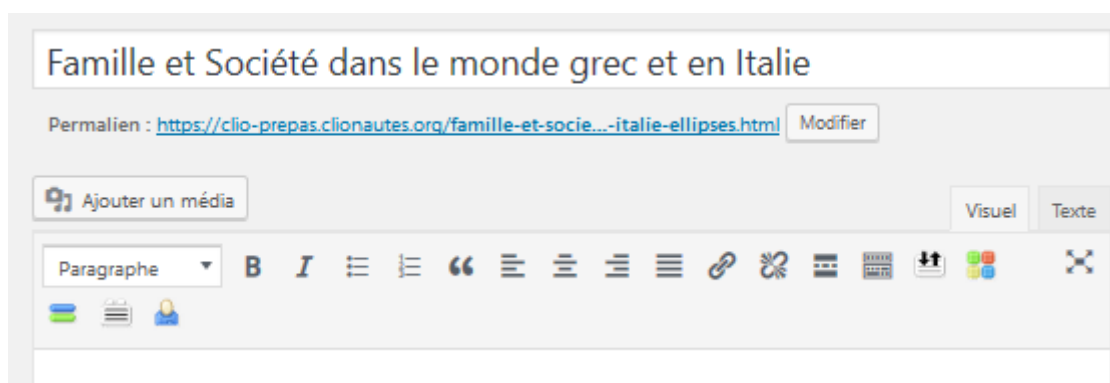 Famille et Société dans le monde grec et en Italie
Permalien : https://clio-prepas.clionautes.org/famille-et-socie...-italie-ellipses.html Modifier
Ajouter un média
Visuel Texte
Paragraphe